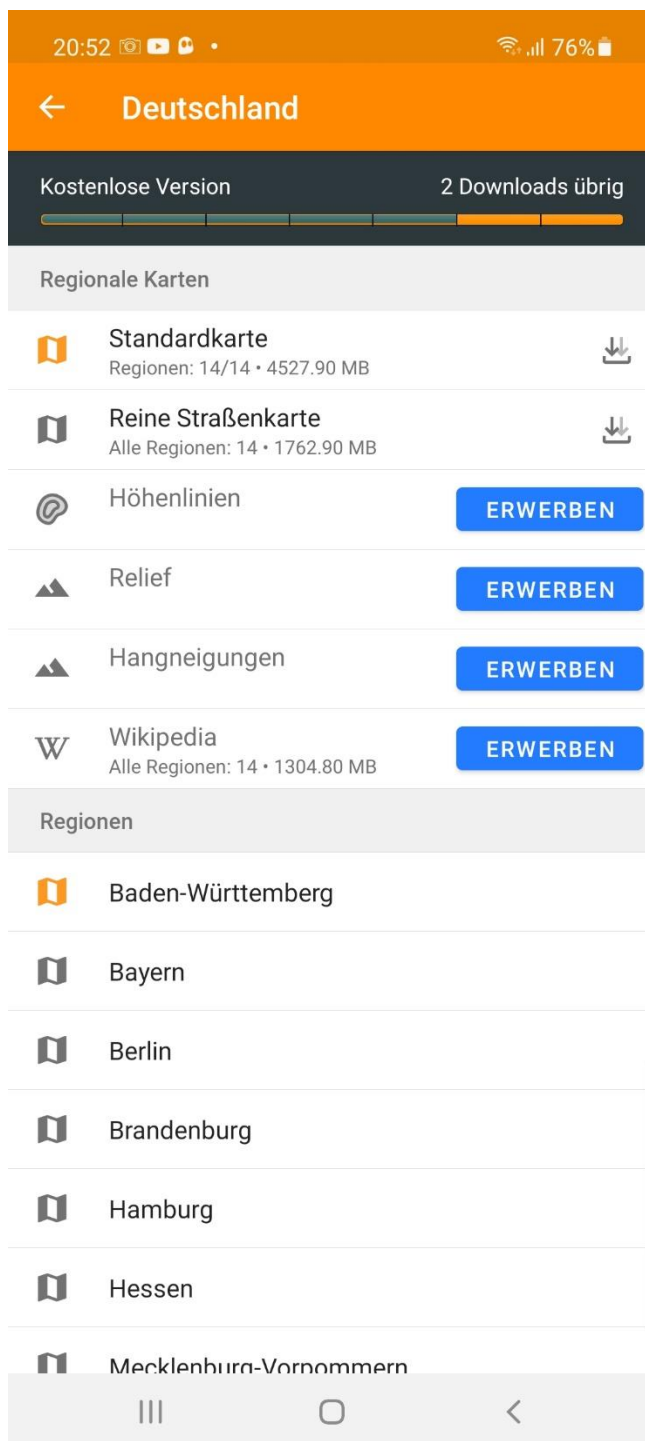 20:52 76%
Deutschland
Kostenlose Version 2 Downloads übrig
Regionale Karten
Standardkarte
Regionen: 14/14 • 4527.90 MB
Reine Straßenkarte
Alle Regionen: 14 • 1762.90 MB
Höhenlinien ERWERBEN
Relief ERWERBEN
Hangneigungen ERWERBEN
W Wikipedia ERWERBEN
Alle Regionen: 14 • 1304.80 MB
Regionen
Baden-Württemberg
Bayern
Berlin
Brandenburg
Hamburg
Hessen
Mecklenburg-Vorpommern